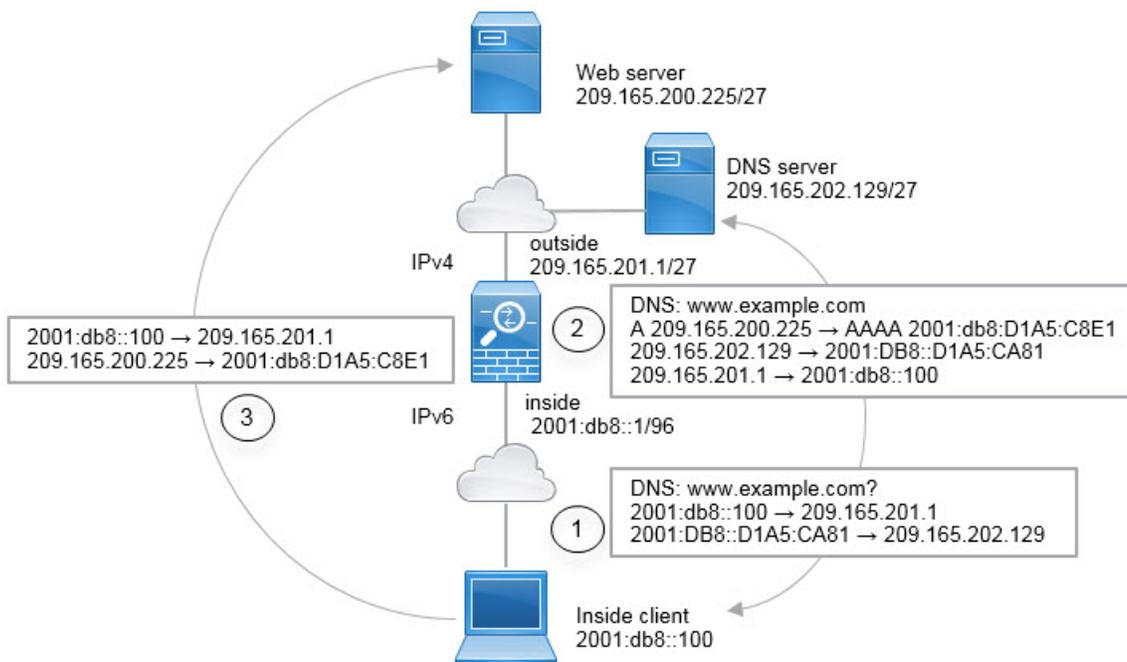 Web server
209.165.200.225/27
DNS server
209.165.202.129/27
IPv4
outside
209.165.201.1/27
2
DNS: www.example.com
A 209.165.200.225 → AAAA 2001:db8:D1A5:C8E1
209.165.202.129 → 2001:DB8::D1A5:CA81
209.165.201.1 → 2001:db8::100
2001:db8::100 → 209.165.201.1
209.165.200.225 → 2001:db8:D1A5:C8E1
3
IPv6
inside
2001:db8::1/96
1
DNS: www.example.com?
2001:db8::100 → 209.165.201.1
2001:DB8::D1A5:CA81 → 209.165.202.129
Inside client
2001:db8::100